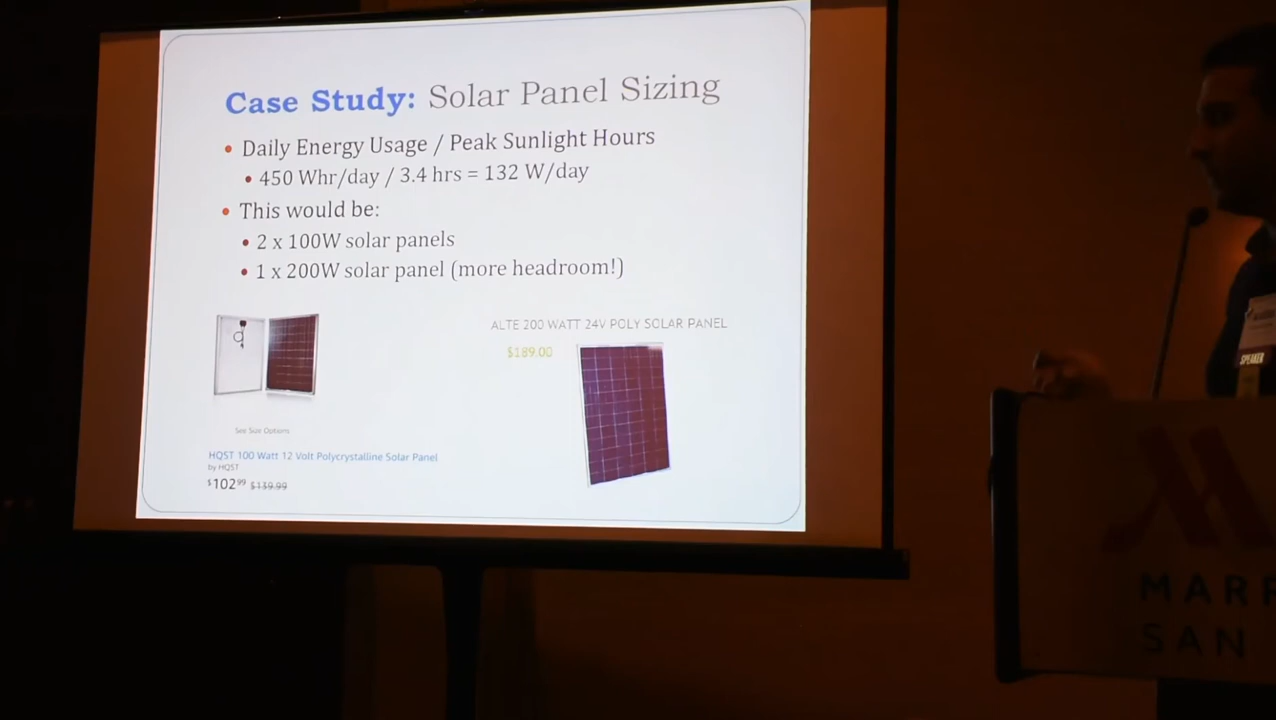 Case Study: Solar Panel Sizing
• Daily Energy Usage / Peak Sunlight Hours
• 450 Whr/day / 3.4 hrs = 132 W/day
• This would be:
• 2 x 100W solar panels
• 1 x 200W solar panel (more headroom!)
ALTE 200 WATT 24V POLY SOLAR PANEL
$189.00
See Size Options
HQST 100 Watt 12 Volt Polycrystalline Solar Panel
by HQST
$102⁹⁹ $139.99
SPEAKER
MARR
SAN